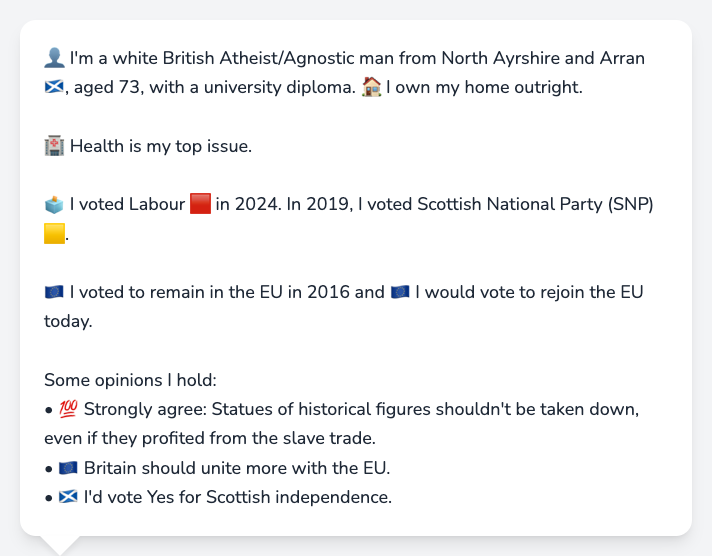 👤 I'm a white British Atheist/Agnostic man from North Ayrshire and Arran
🏴󠁧󠁢󠁳󠁣󠁴󠁿, aged 73, with a university diploma. 🏠 I own my home outright.
🏥 Health is my top issue.
🗳️ I voted Labour 🟥 in 2024. In 2019, I voted Scottish National Party (SNP)
🟨.
🇪🇺 I voted to remain in the EU in 2016 and 🇪🇺 I would vote to rejoin the EU
today.
Some opinions I hold:
• 💯 Strongly agree: Statues of historical figures shouldn't be taken down,
even if they profited from the slave trade.
• 🇪🇺 Britain should unite more with the EU.
• 🏴󠁧󠁢󠁳󠁣󠁴󠁿 I'd vote Yes for Scottish independence.